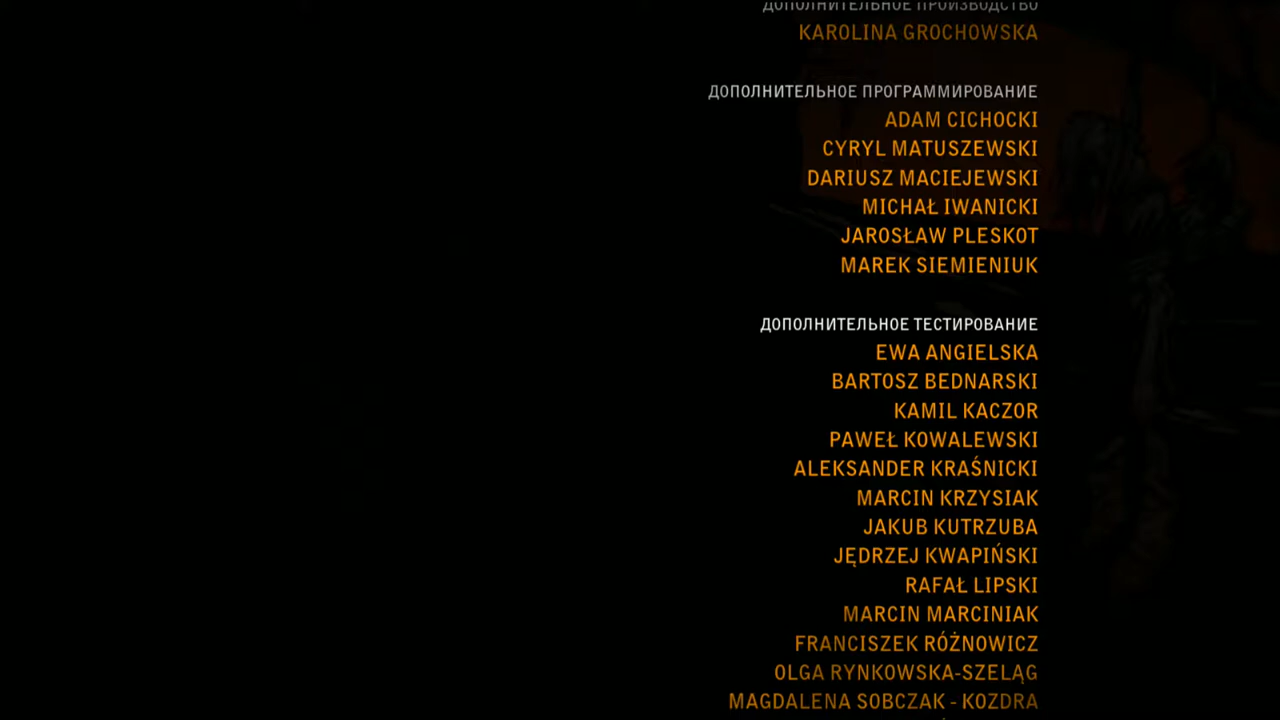 ДОПОЛНИТЕЛЬНОЕ ПРОИЗВОДСТВО
KAROLINA GROCHOWSKA
ДОПОЛНИТЕЛЬНОЕ ПРОГРАММИРОВАНИЕ
ADAM CICHOCKI
CYRYL MATUSZEWSKI
DARIUSZ MACIEJEWSKI
MICHAŁ IWANICKI
JAROSŁAW PLESKOT
MAREK SIEMIENIUK
ДОПОЛНИТЕЛЬНОЕ ТЕСТИРОВАНИЕ
EWA ANGIELSKA
BARTOSZ BEDNARSKI
KAMIL KACZOR
PAWEŁ KOWALEWSKI
ALEKSANDER KRAŚNICKI
MARCIN KRZYSIAK
JAKUB KUTRZUBA
JĘDRZEJ KWAPIŃSKI
RAFAŁ LIPSKI
MARCIN MARCINIAK
FRANCISZEK RÓŻNOWICZ
OLGA RYNKOWSKA-SZELĄG
MAGDALENA SOBCZAK - KOZDRA